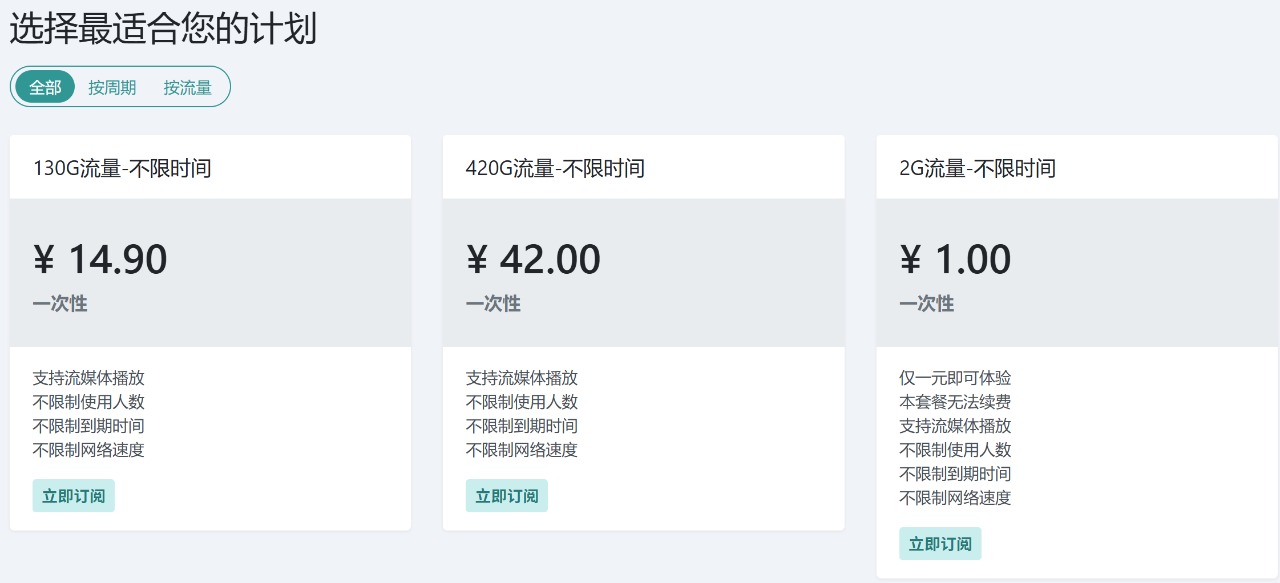 选择最适合您的计划
全部 按周期 按流量
130G流量-不限时间
¥ 14.90
一次性
支持流媒体播放
不限制使用人数
不限制到期时间
不限制网络速度
立即订阅
420G流量-不限时间
¥ 42.00
一次性
支持流媒体播放
不限制使用人数
不限制到期时间
不限制网络速度
立即订阅
2G流量-不限时间
¥ 1.00
一次性
仅一元即可体验
本套餐无法续费
支持流媒体播放
不限制使用人数
不限制到期时间
不限制网络速度
立即订阅